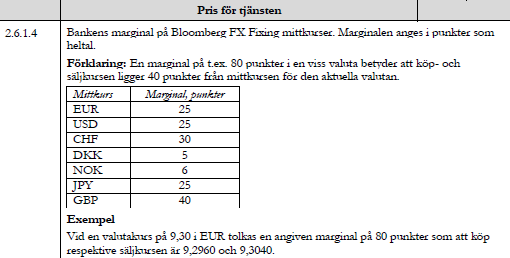 Pris för tjänsten
2.6.1.4
Bankens marginal på Bloomberg FX Fixing mittkurser. Marginalen anges i punkter som
heltal.
Förklaring: En marginal på t.ex. 80 punkter i en viss valuta betyder att köp- och
säljkursen ligger 40 punkter från mittkursen för den aktuella valutan.
Mittkurs Marginal, punkter
EUR 25
USD 25
CHF 30
DKK 5
NOK 6
JPY 25
GBP 40
Exempel
Vid en valutakurs på 9,30 i EUR tolkas en angiven marginal på 80 punkter som att köp
respektive säljkursen är 9,2960 och 9,3040.